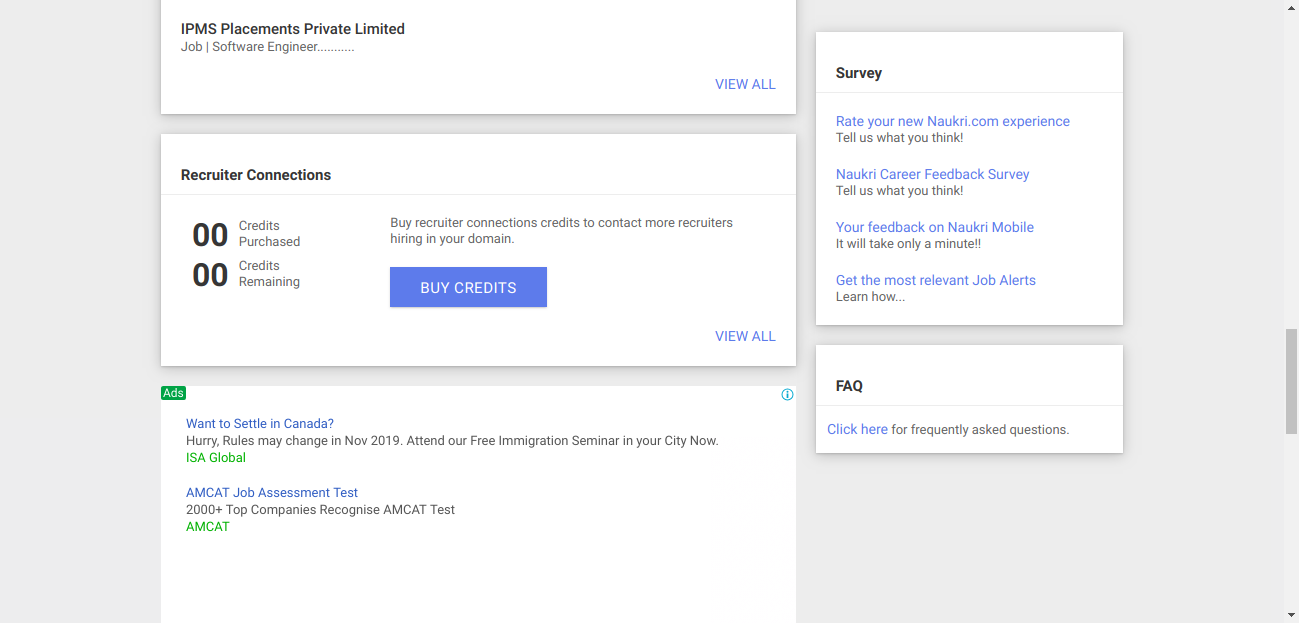 IPMS Placements Private Limited
Job | Software Engineer...........
VIEW ALL
Recruiter Connections
00 Credits
Purchased
00 Credits
Remaining
Buy recruiter connections credits to contact more recruiters
hiring in your domain.
BUY CREDITS
VIEW ALL
Ads
Want to Settle in Canada?
Hurry, Rules may change in Nov 2019. Attend our Free Immigration Seminar in your City Now.
ISA Global
AMCAT Job Assessment Test
2000+ Top Companies Recognise AMCAT Test
AMCAT
Survey
Rate your new Naukri.com experience
Tell us what you think!
Naukri Career Feedback Survey
Tell us what you think!
Your feedback on Naukri Mobile
It will take only a minute!!
Get the most relevant Job Alerts
Learn how...
FAQ
Click here for frequently asked questions.